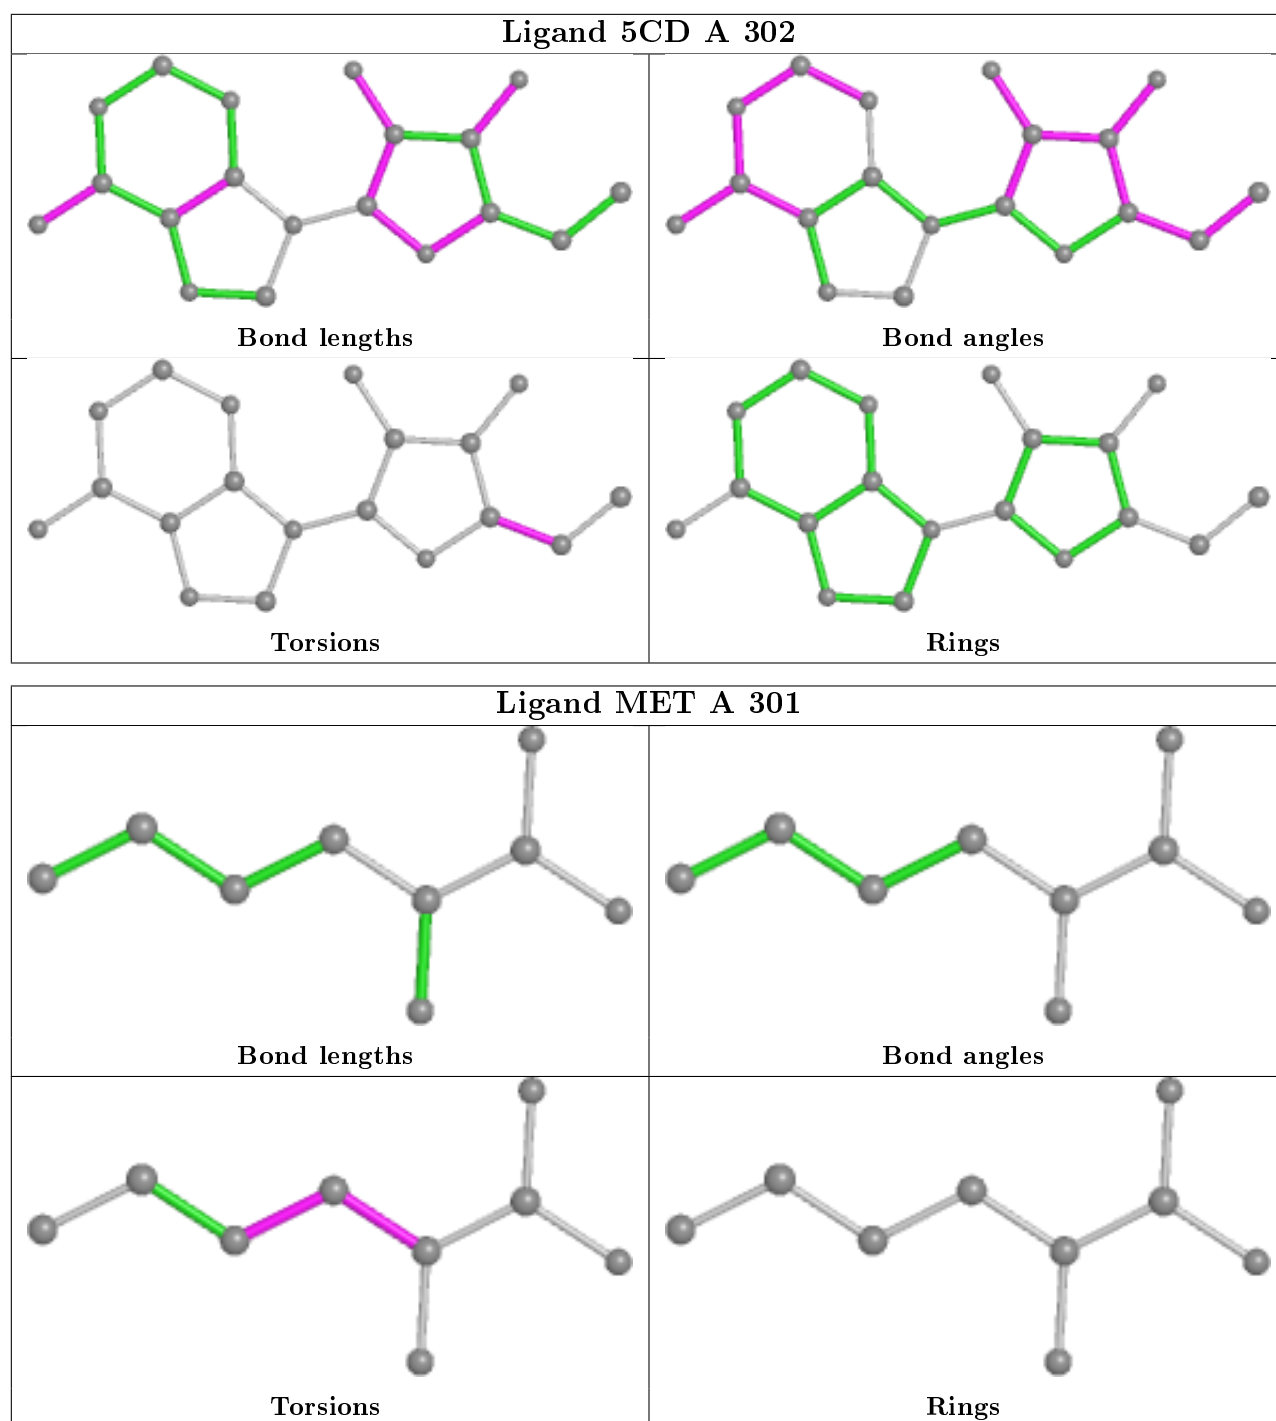 Ligand 5CD A 302
Bond lengths
Bond angles
Torsions
Rings
Ligand MET A 301
Bond lengths
Bond angles
Torsions
Rings